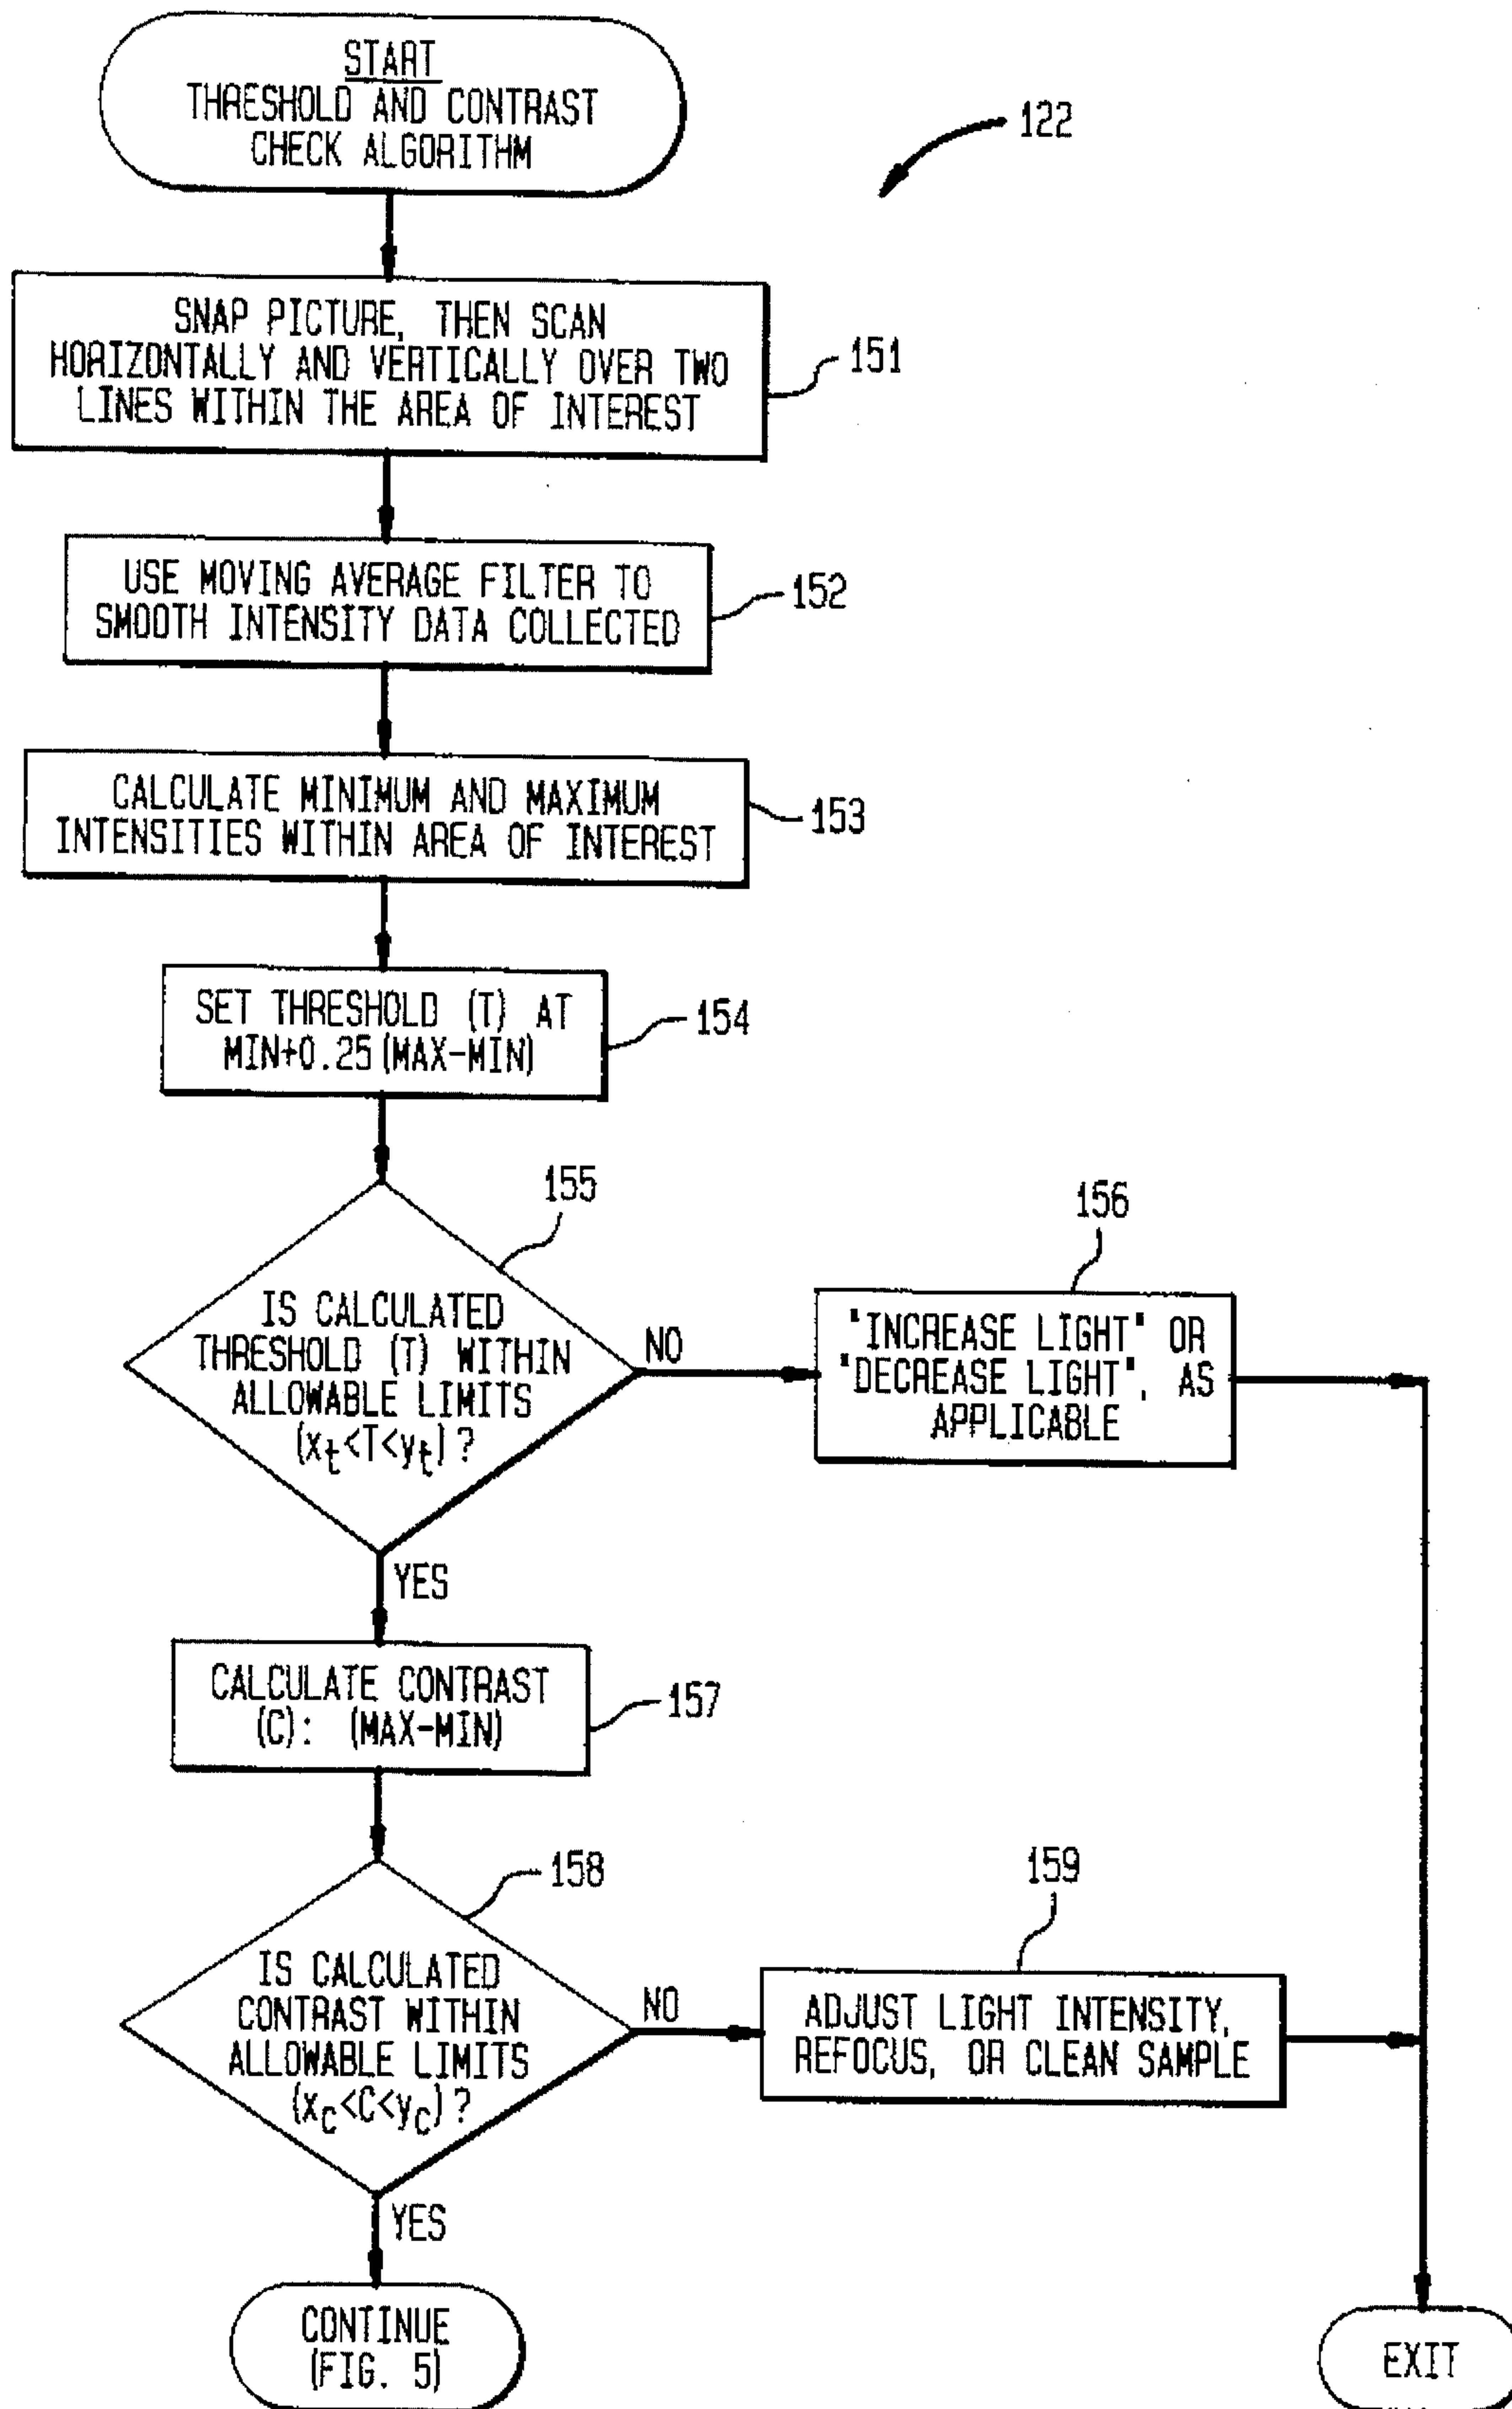 START
THRESHOLD AND CONTRAST
CHECK ALGORITHM
122
SNAP PICTURE, THEN SCAN
HORIZONTALLY AND VERTICALLY OVER TWO
LINES WITHIN THE AREA OF INTEREST
151
USE MOVING AVERAGE FILTER TO
SMOOTH INTENSITY DATA COLLECTED
152
CALCULATE MINIMUM AND MAXIMUM
INTENSITIES WITHIN AREA OF INTEREST
153
SET THRESHOLD (T) AT
MIN+0.25(MAX-MIN)
154
155
IS CALCULATED
THRESHOLD (T) WITHIN
ALLOWABLE LIMITS
(xt<T<yt)?
NO
156
"INCREASE LIGHT" OR
"DECREASE LIGHT", AS
APPLICABLE
YES
CALCULATE CONTRAST
(C): (MAX-MIN)
157
158
IS CALCULATED
CONTRAST WITHIN
ALLOWABLE LIMITS
(xc<C<yc)?
NO
159
ADJUST LIGHT INTENSITY,
REFOCUS, OR CLEAN SAMPLE
YES
CONTINUE
(FIG. 5)
EXIT